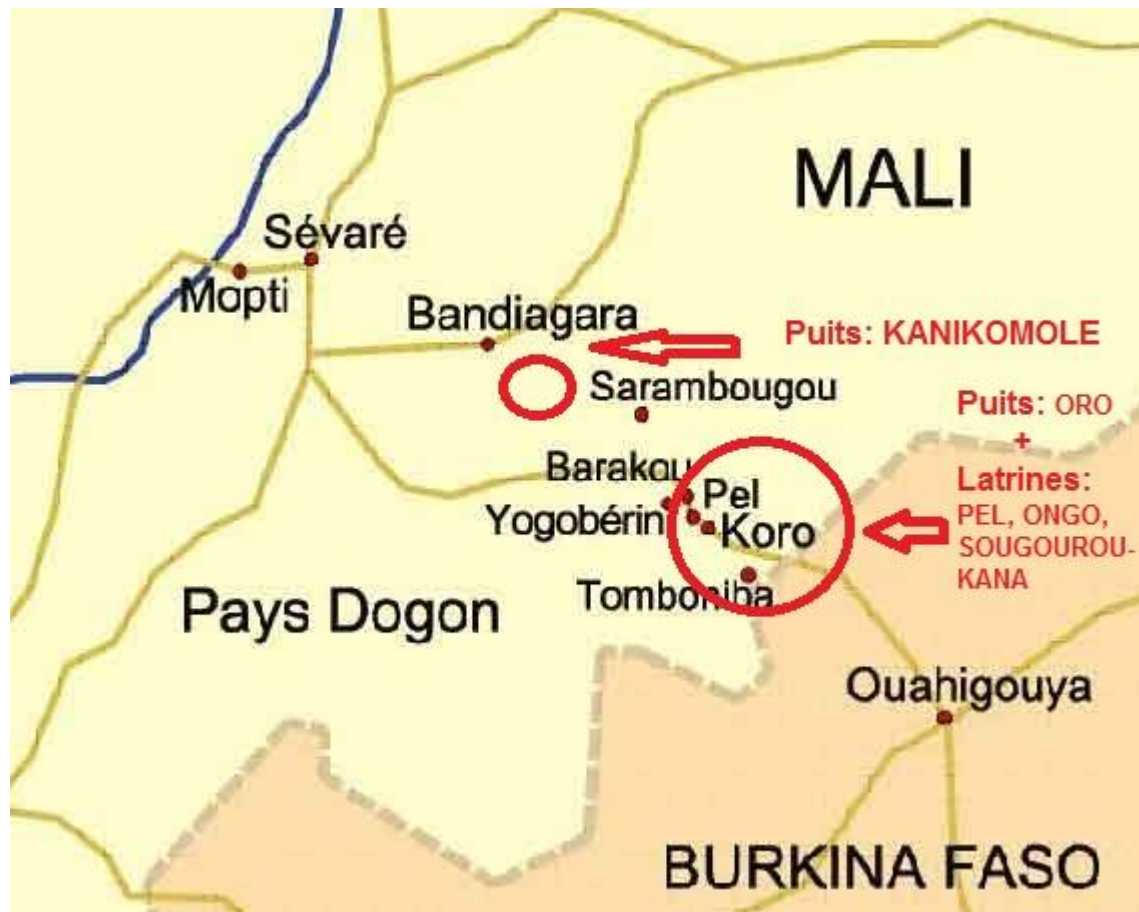 MALI
Sévaré
Mopti
Bandiagara
Puits: KANIKOMOLE
Sarambougou
Puits: ORO
+
Latrines:
PEL, ONGO,
SOUGOUROU-
KANA
Barakou
Pel
Yogobérin
Koro
Tomboniba
Pays Dogon
Ouahigouya
BURKINA FASO